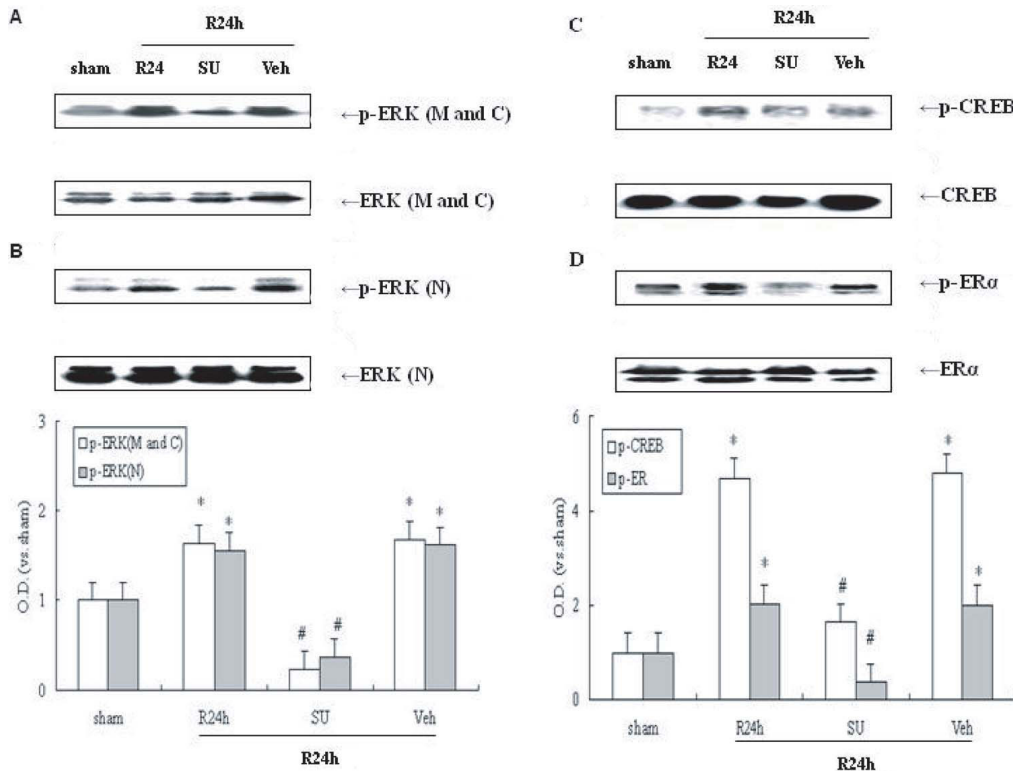 A
R24h
sham R24 SU Veh
←p-ERK (M and C)
←ERK (M and C)
B
←p-ERK (N)
←ERK (N)
3
2
1
0
O.D. (vs.sham)
p-ERK(M and C)
p-ERK(N)
* * # # * *
sham R24h SU Veh
R24h
C
R24h
sham R24 SU Veh
←p-CREB
←CREB
D
←p-ERα
←ERα
6
4
2
0
O.D. (vs.sham)
p-CREB
p-ER
* * # # * *
sham R24h SU Veh
R24h